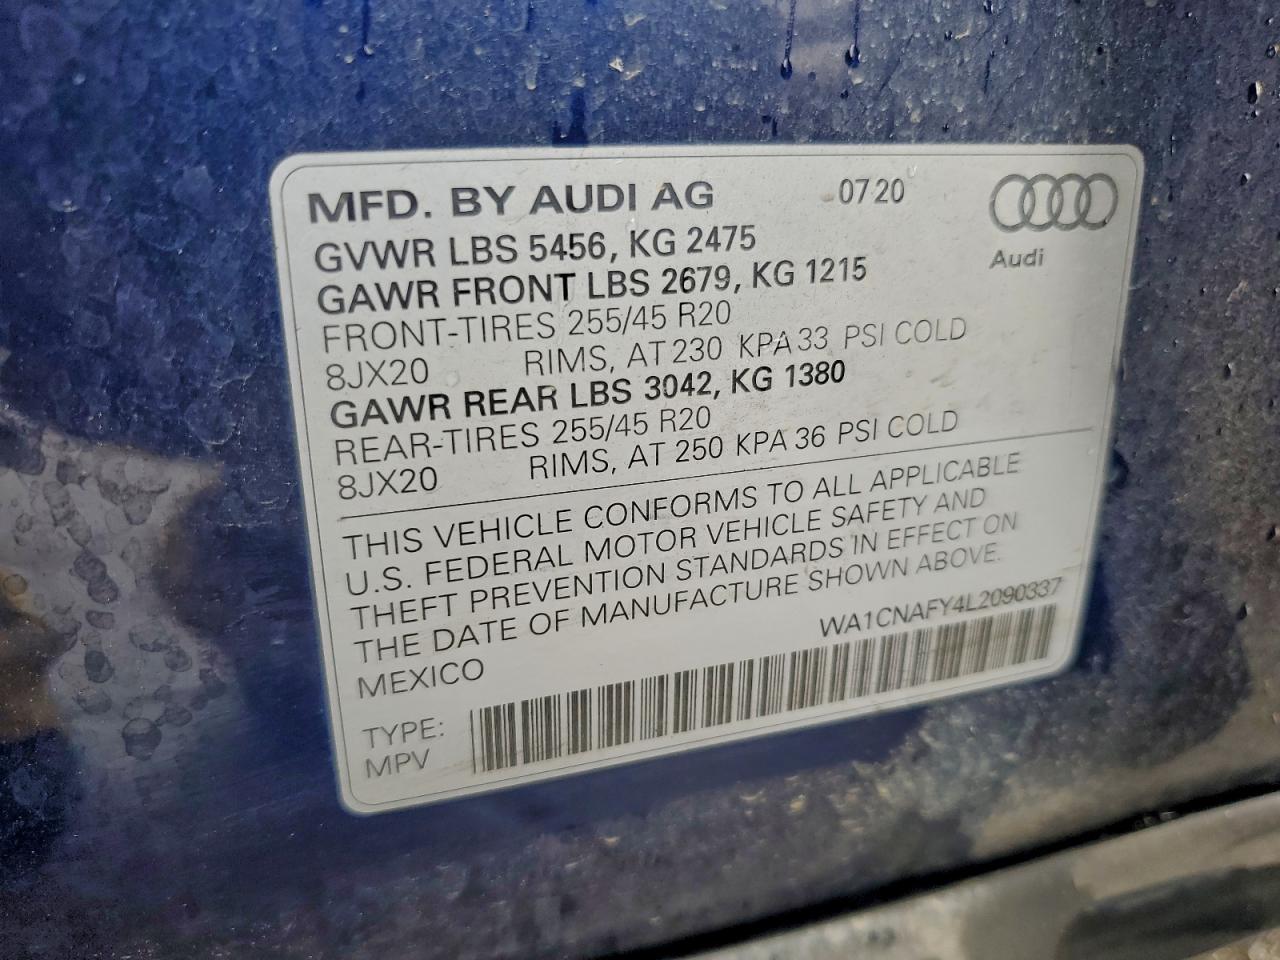 MFD. BY AUDI AG 07 20
Audi
GVWR LBS 5456, KG 2475
GAWR FRONT LBS 2679, KG 1215
FRONT-TIRES 255/45 R20
8JX20 RIMS, AT 230 KPA 33 PSI COLD
GAWR REAR LBS 3042, KG 1380
REAR-TIRES 255/45 R20
8JX20 RIMS, AT 250 KPA 36 PSI COLD
THIS VEHICLE CONFORMS TO ALL APPLICABLE
U.S. FEDERAL MOTOR VEHICLE SAFETY AND
THEFT PREVENTION STANDARDS IN EFFECT ON
THE DATE OF MANUFACTURE SHOWN ABOVE.
MEXICO
WA1CNAFY4L2090337
TYPE:
MPV